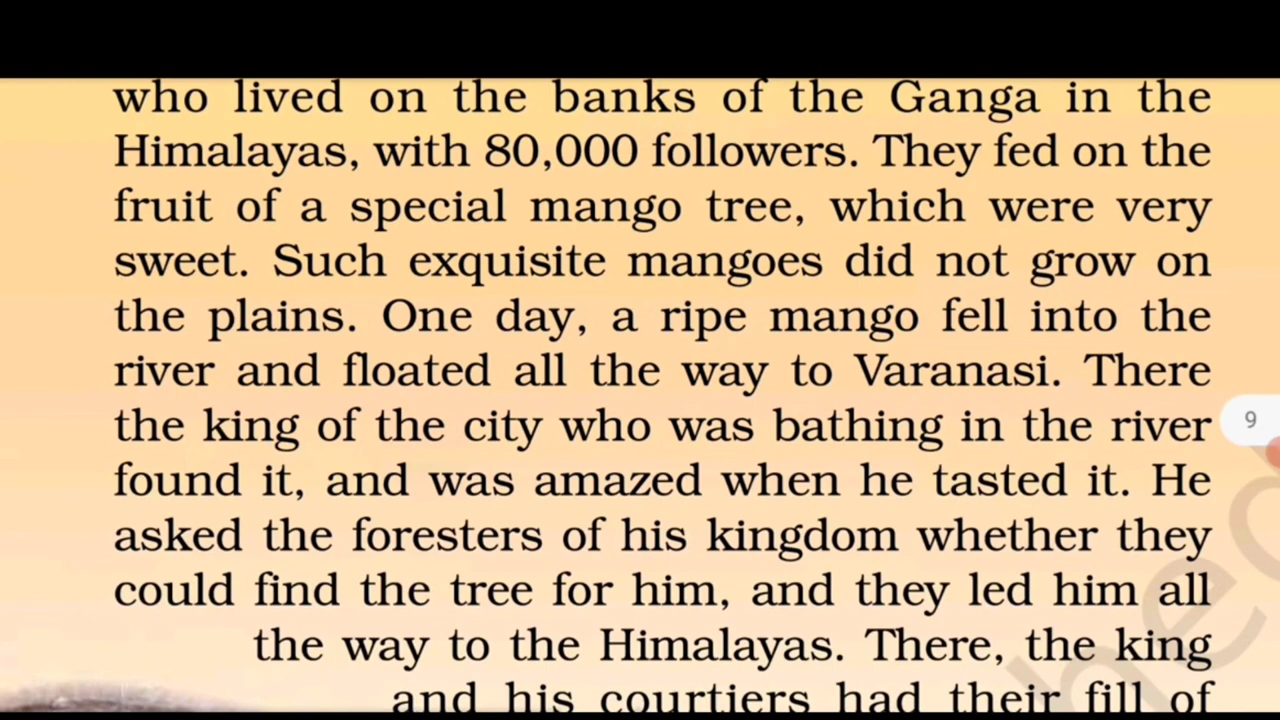 who lived on the banks of the Ganga in the
Himalayas, with 80,000 followers. They fed on the
fruit of a special mango tree, which were very
sweet. Such exquisite mangoes did not grow on
the plains. One day, a ripe mango fell into the
river and floated all the way to Varanasi. There
the king of the city who was bathing in the river
found it, and was amazed when he tasted it. He
asked the foresters of his kingdom whether they
could find the tree for him, and they led him all
the way to the Himalayas. There, the king
and his courtiers had their fill of
9
hed